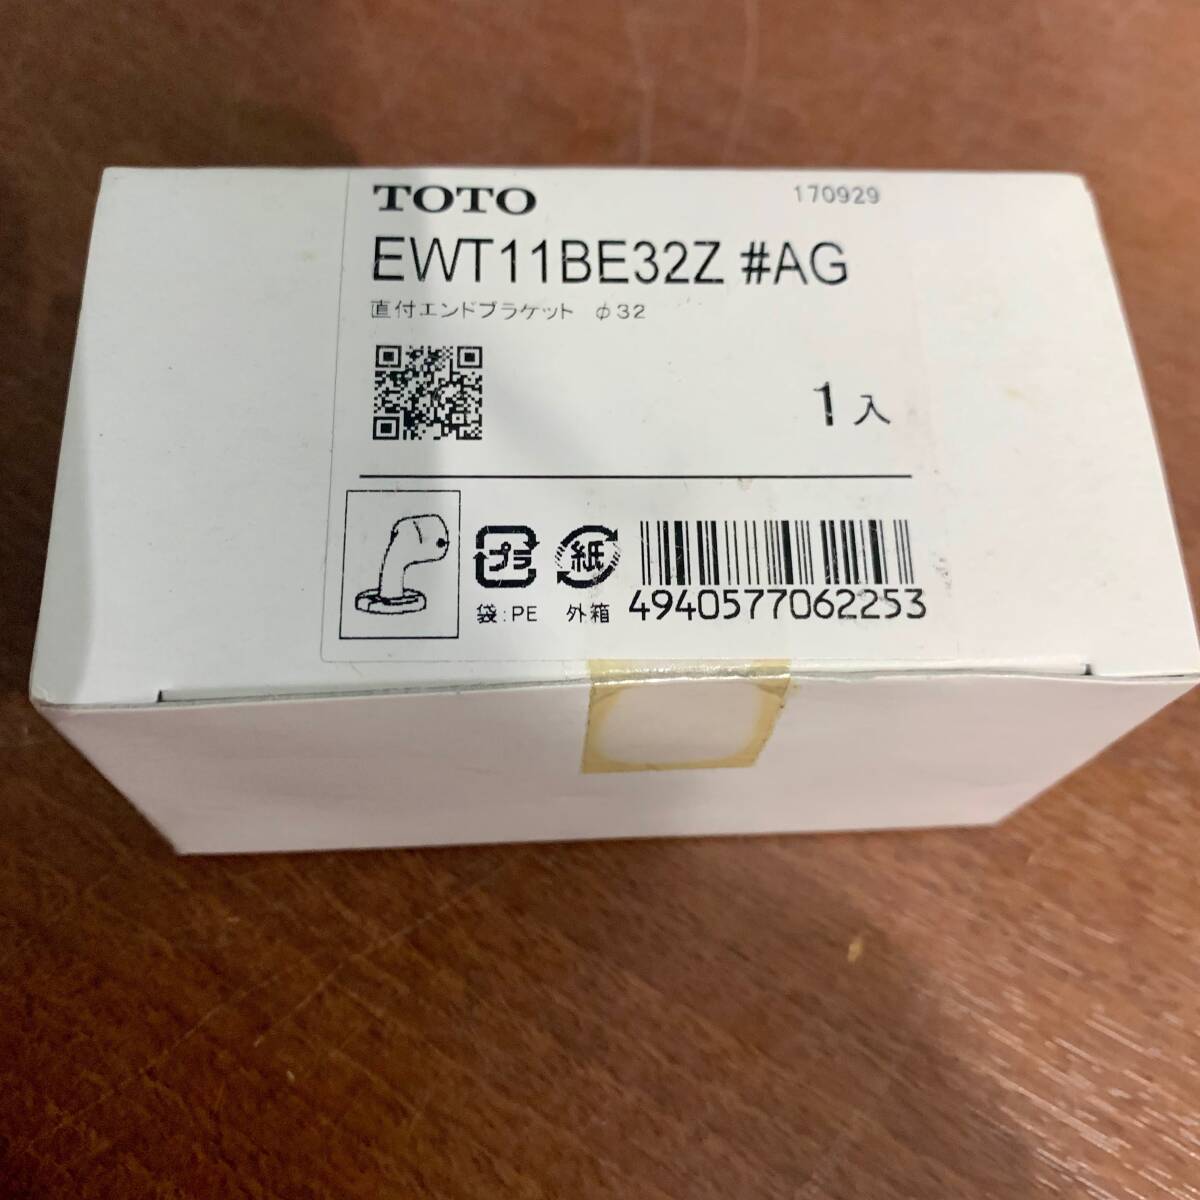 TOTO 170929
EWT11BE32Z #AG
直付エンドブラケット φ32
1入
プラ 紙
袋:PE 外箱 4940577062253